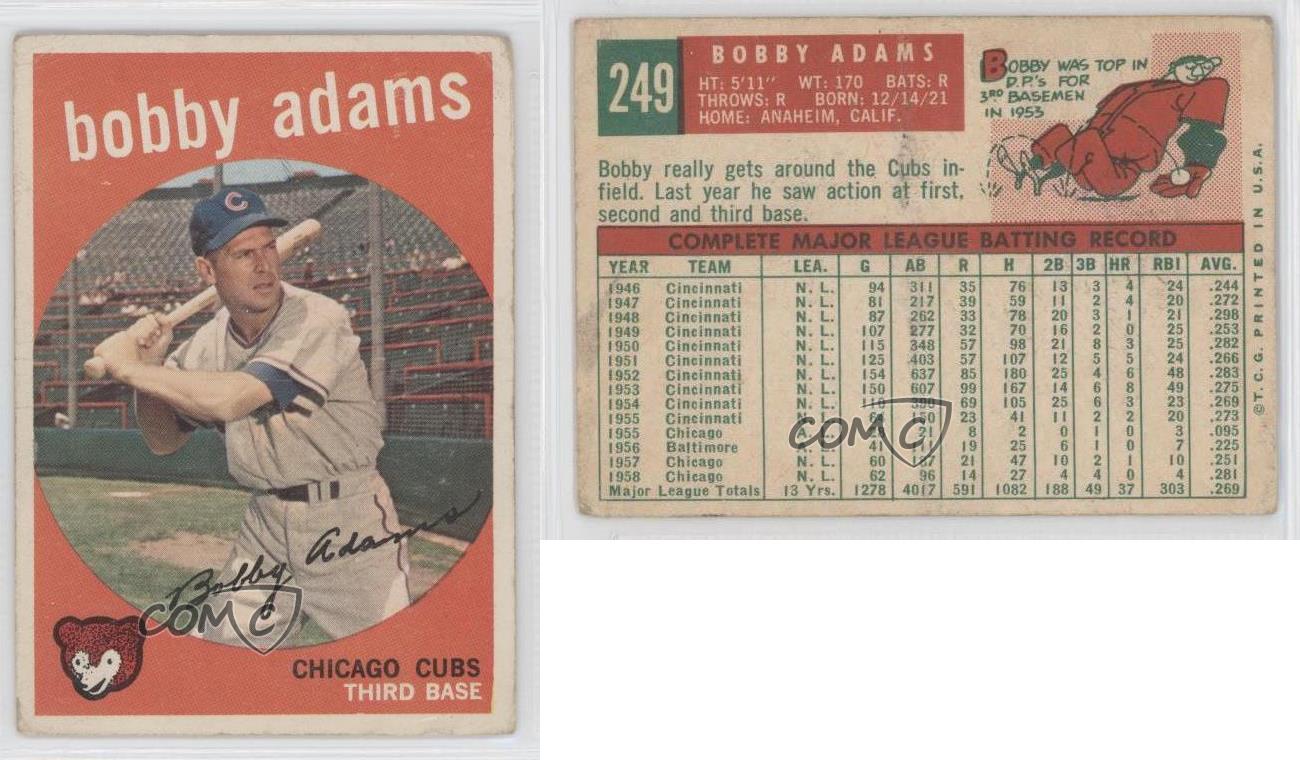 bobby adams
C
Bobby Adams
COMC
CHICAGO CUBS
THIRD BASE
249
BOBBY ADAMS
HT: 5'11" WT: 170 BATS: R
THROWS: R BORN: 12/14/21
HOME: ANAHEIM, CALIF.
BOBBY WAS TOP IN
D.P.'s FOR
3RD BASEMEN
IN 1953
Bobby really gets around the Cubs in-
field. Last year he saw action at first,
second and third base.
COMPLETE MAJOR LEAGUE BATTING RECORD
YEAR TEAM LEA. G AB R H 2B 3B HR RBI AVG.
1946 Cincinnati N. L. 94 311 35 76 13 3 4 24 .244
1947 Cincinnati N. L. 81 217 39 59 11 2 4 20 .272
1948 Cincinnati N. L. 87 262 33 78 20 3 1 21 .298
1949 Cincinnati N. L. 107 277 32 70 16 2 0 25 .253
1950 Cincinnati N. L. 115 348 57 98 21 8 3 25 .282
1951 Cincinnati N. L. 125 403 57 107 12 5 5 24 .266
1952 Cincinnati N. L. 154 637 85 180 25 4 6 48 .283
1953 Cincinnati N. L. 150 607 99 167 14 6 8 49 .275
1954 Cincinnati N. L. 110 390 69 105 25 6 3 23 .269
1955 Cincinnati N. L. 150 23 41 11 2 2 20 .273
1955 Chicago A. L. 21 8 2 0 1 0 3 .095
1956 Baltimore A. L. 41 111 19 25 6 1 0 7 .225
1957 Chicago N. L. 60 187 21 47 10 2 1 10 .251
1958 Chicago N. L. 62 96 14 27 4 4 0 4 .281
Major League Totals 13 Yrs. 1278 4017 591 1082 188 49 37 303 .269
COMC
©T. C. G. PRINTED IN U.S.A.